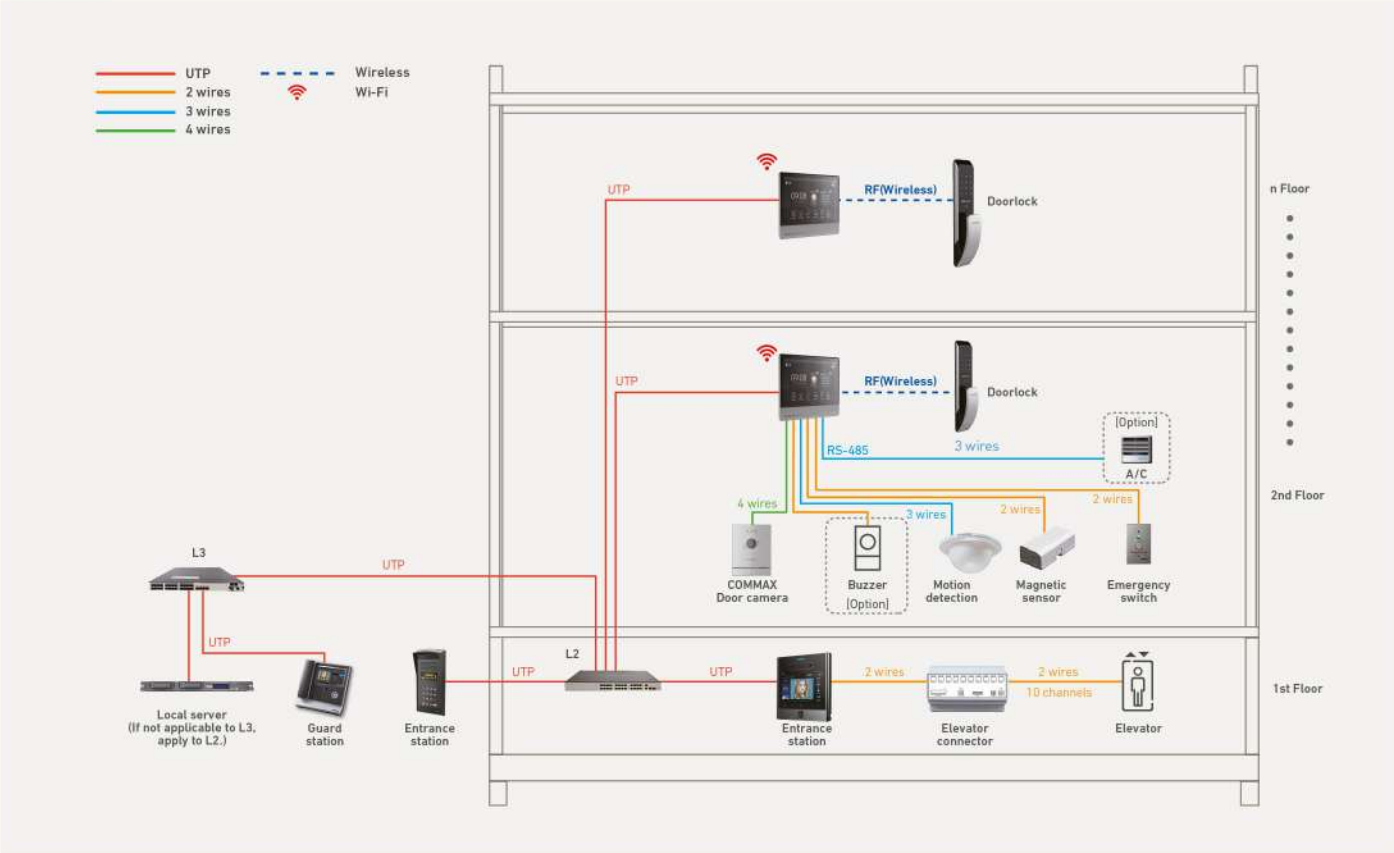 UTP
2 wires
3 wires
4 wires
Wireless
Wi-Fi
UTP
RF(Wireless)
Doorlock
n Floor
UTP
RF(Wireless)
Doorlock
RS-485
3 wires
[Option]
A/C
2nd Floor
4 wires
3 wires
2 wires
2 wires
COMMAX
Door camera
Buzzer
[Option]
Motion
detection
Magnetic
sensor
Emergency
switch
L3
UTP
UTP
Local server
(If not applicable to L3,
apply to L2.)
Guard
station
Entrance
station
UTP
L2
UTP
Entrance
station
2 wires
Elevator
connector
2 wires
10 channels
Elevator
1st Floor